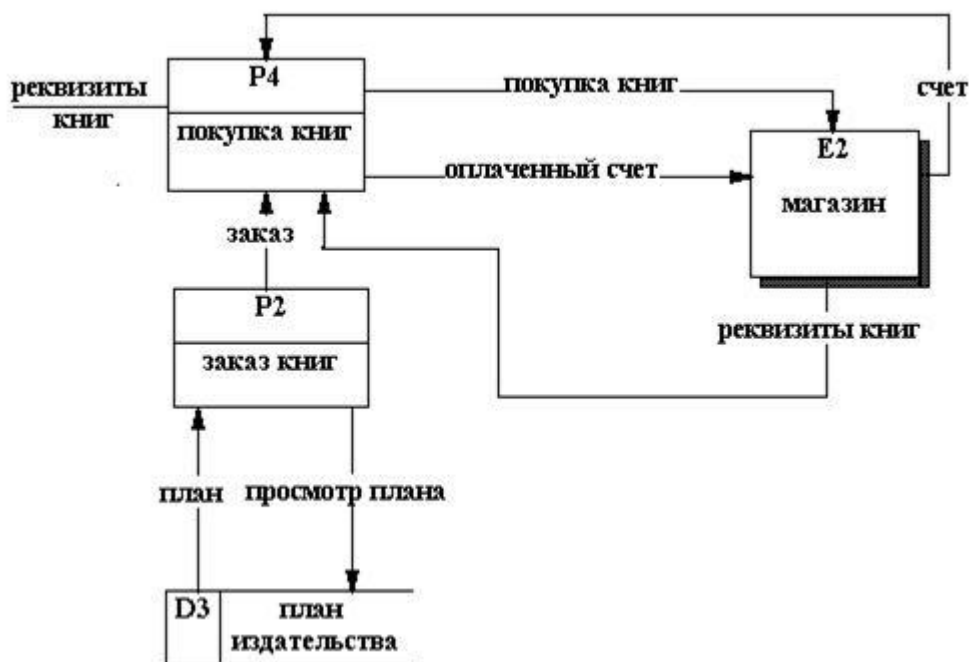 P4
реквизиты
книг
покупка книг
покупка книг
счет
E2
магазин
оплаченный счет
заказ
P2
заказ книг
реквизиты книг
план
просмотр плана
D3
план
издательства